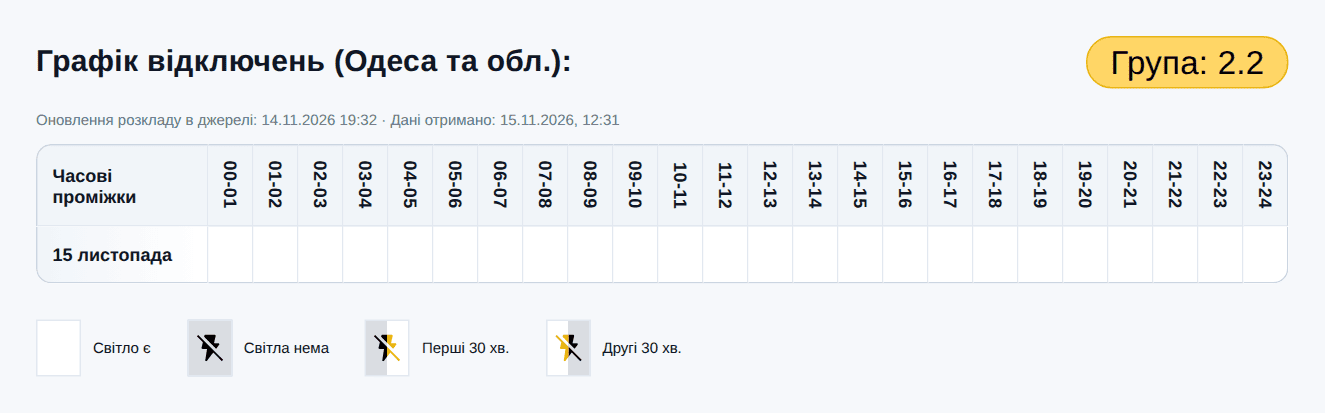 Графік відключень (Одеса та обл.):
Група: 2.2
Оновлення розкладу в джерелі: 14.11.2026 19:32 · Дані отримано: 15.11.2026, 12:31
Часові
проміжки
00-01
01-02
02-03
03-04
04-05
05-06
06-07
07-08
08-09
09-10
10-11
11-12
12-13
13-14
14-15
15-16
16-17
17-18
18-19
19-20
20-21
21-22
22-23
23-24
15 листопада
Світло є
Світла нема
Перші 30 хв.
Другі 30 хв.